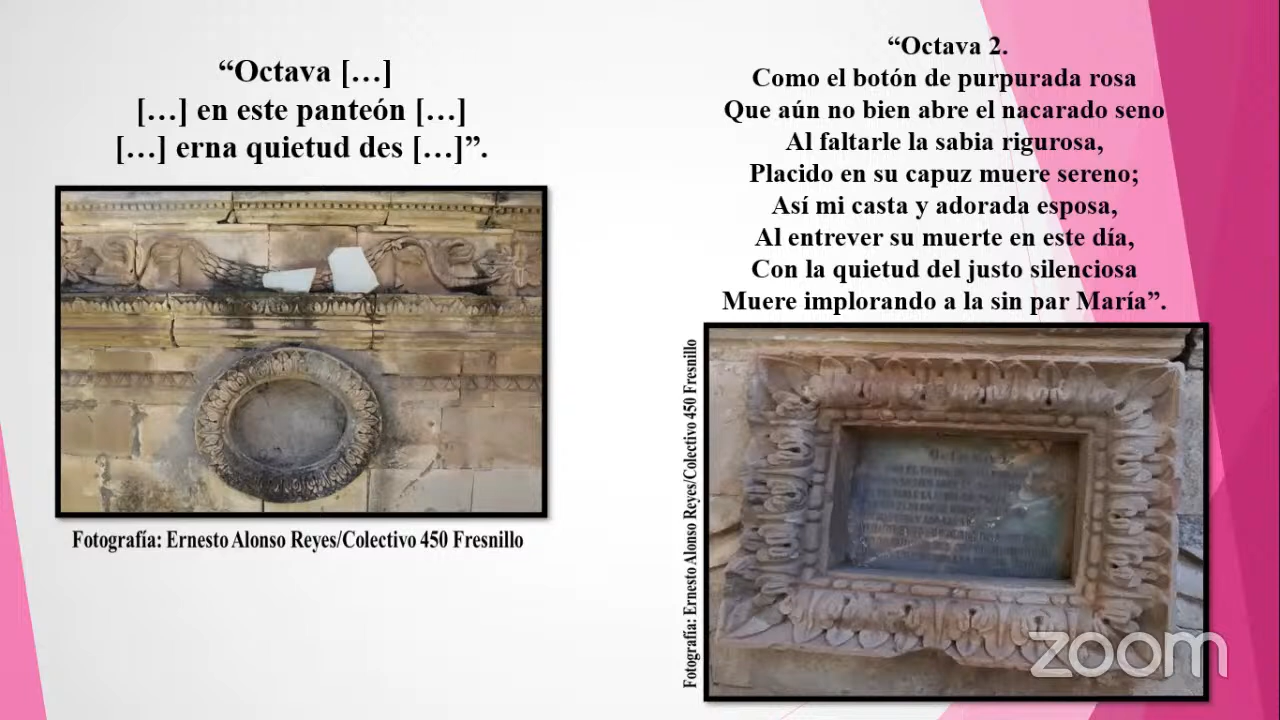 “Octava […]
[…] en este panteón […]
[…] erna quietud des […]”.
Fotografía: Ernesto Alonso Reyes/Colectivo 450 Fresnillo
“Octava 2.
Como el botón de purpurada rosa
Que aún no bien abre el nacarado seno
Al faltarle la sabia rigurosa,
Placido en su capuz muere sereno;
Así mi casta y adorada esposa,
Al entrever su muerte en este día,
Con la quietud del justo silenciosa
Muere implorando a la sin par María”.
Fotografía: Ernesto Alonso Reyes/Colectivo 450 Fresnillo
zoom